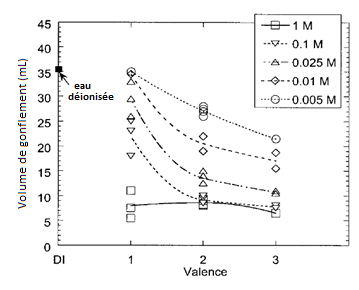 Volume de gonflement (mL)
45
40
35
30
25
20
15
10
5
0
eau
déionisée
1 M
0.1 M
0.025 M
0.01 M
0.005 M
DI
1
2
3
Valence